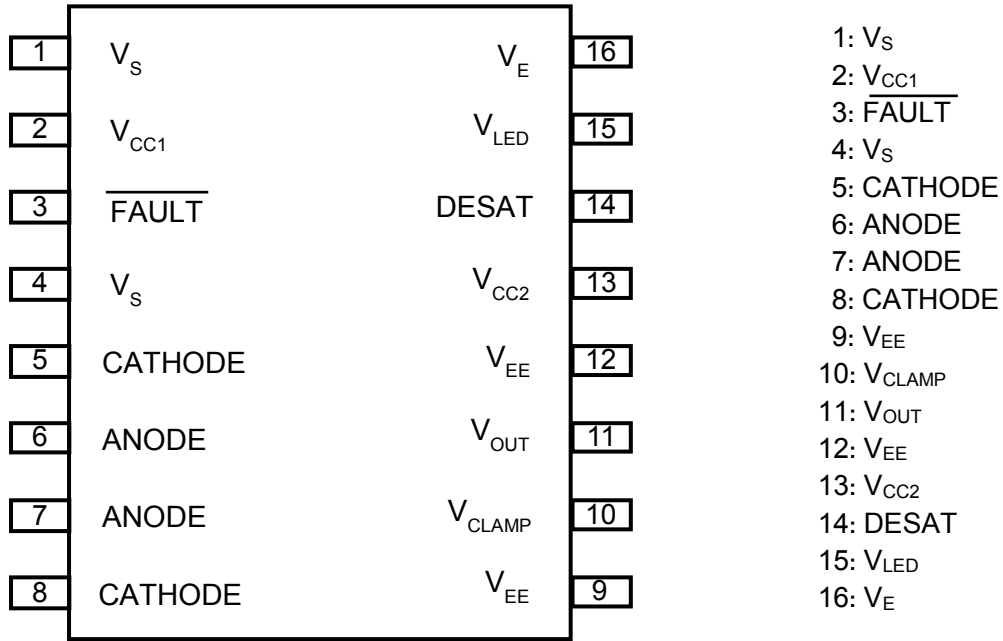 1 V_S V_E 16
2 V_CC1 V_LED 15
3 F̅A̅U̅L̅T̅ DESAT 14
4 V_S V_CC2 13
5 CATHODE V_EE 12
6 ANODE V_OUT 11
7 ANODE V_CLAMP 10
8 CATHODE V_EE 9
1: V_S
2: V_CC1
3: F̅A̅U̅L̅T̅
4: V_S
5: CATHODE
6: ANODE
7: ANODE
8: CATHODE
9: V_EE
10: V_CLAMP
11: V_OUT
12: V_EE
13: V_CC2
14: DESAT
15: V_LED
16: V_E